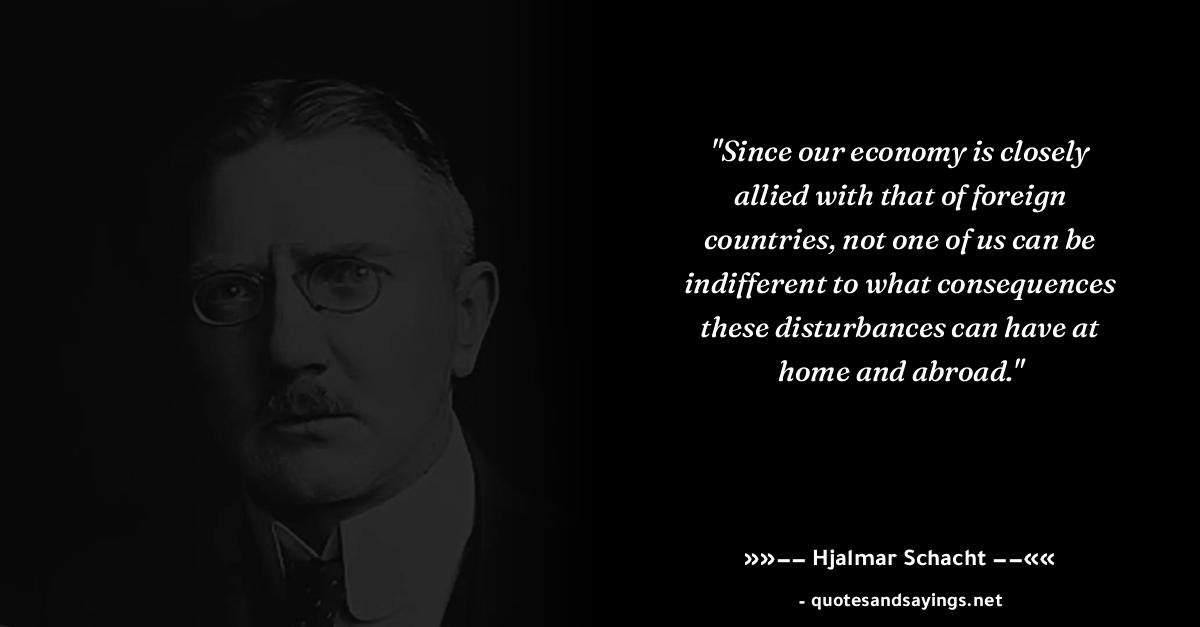 "Since our economy is closely
allied with that of foreign
countries, not one of us can be
indifferent to what consequences
these disturbances can have at
home and abroad."
»»−− Hjalmar Schacht −−««
- quotesandsayings.net